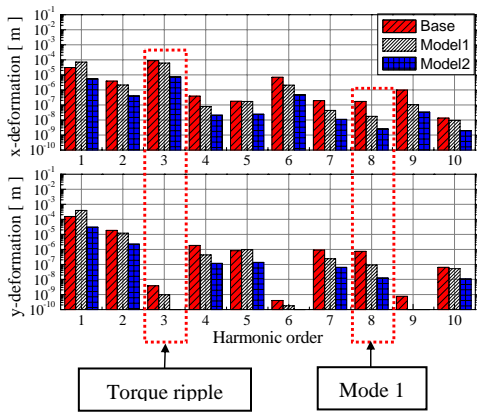 x-deformation [ m ]
10⁻¹
10⁻²
10⁻³
10⁻⁴
10⁻⁵
10⁻⁶
10⁻⁷
10⁻⁸
10⁻⁹
10⁻¹⁰
Base
Model1
Model2
1 2 3 4 5 6 7 8 9 10
y-deformation [ m ]
10⁻¹
10⁻²
10⁻³
10⁻⁴
10⁻⁵
10⁻⁶
10⁻⁷
10⁻⁸
10⁻⁹
10⁻¹⁰
1 2 3 4 5 6 7 8 9 10
Harmonic order
Torque ripple
Mode 1